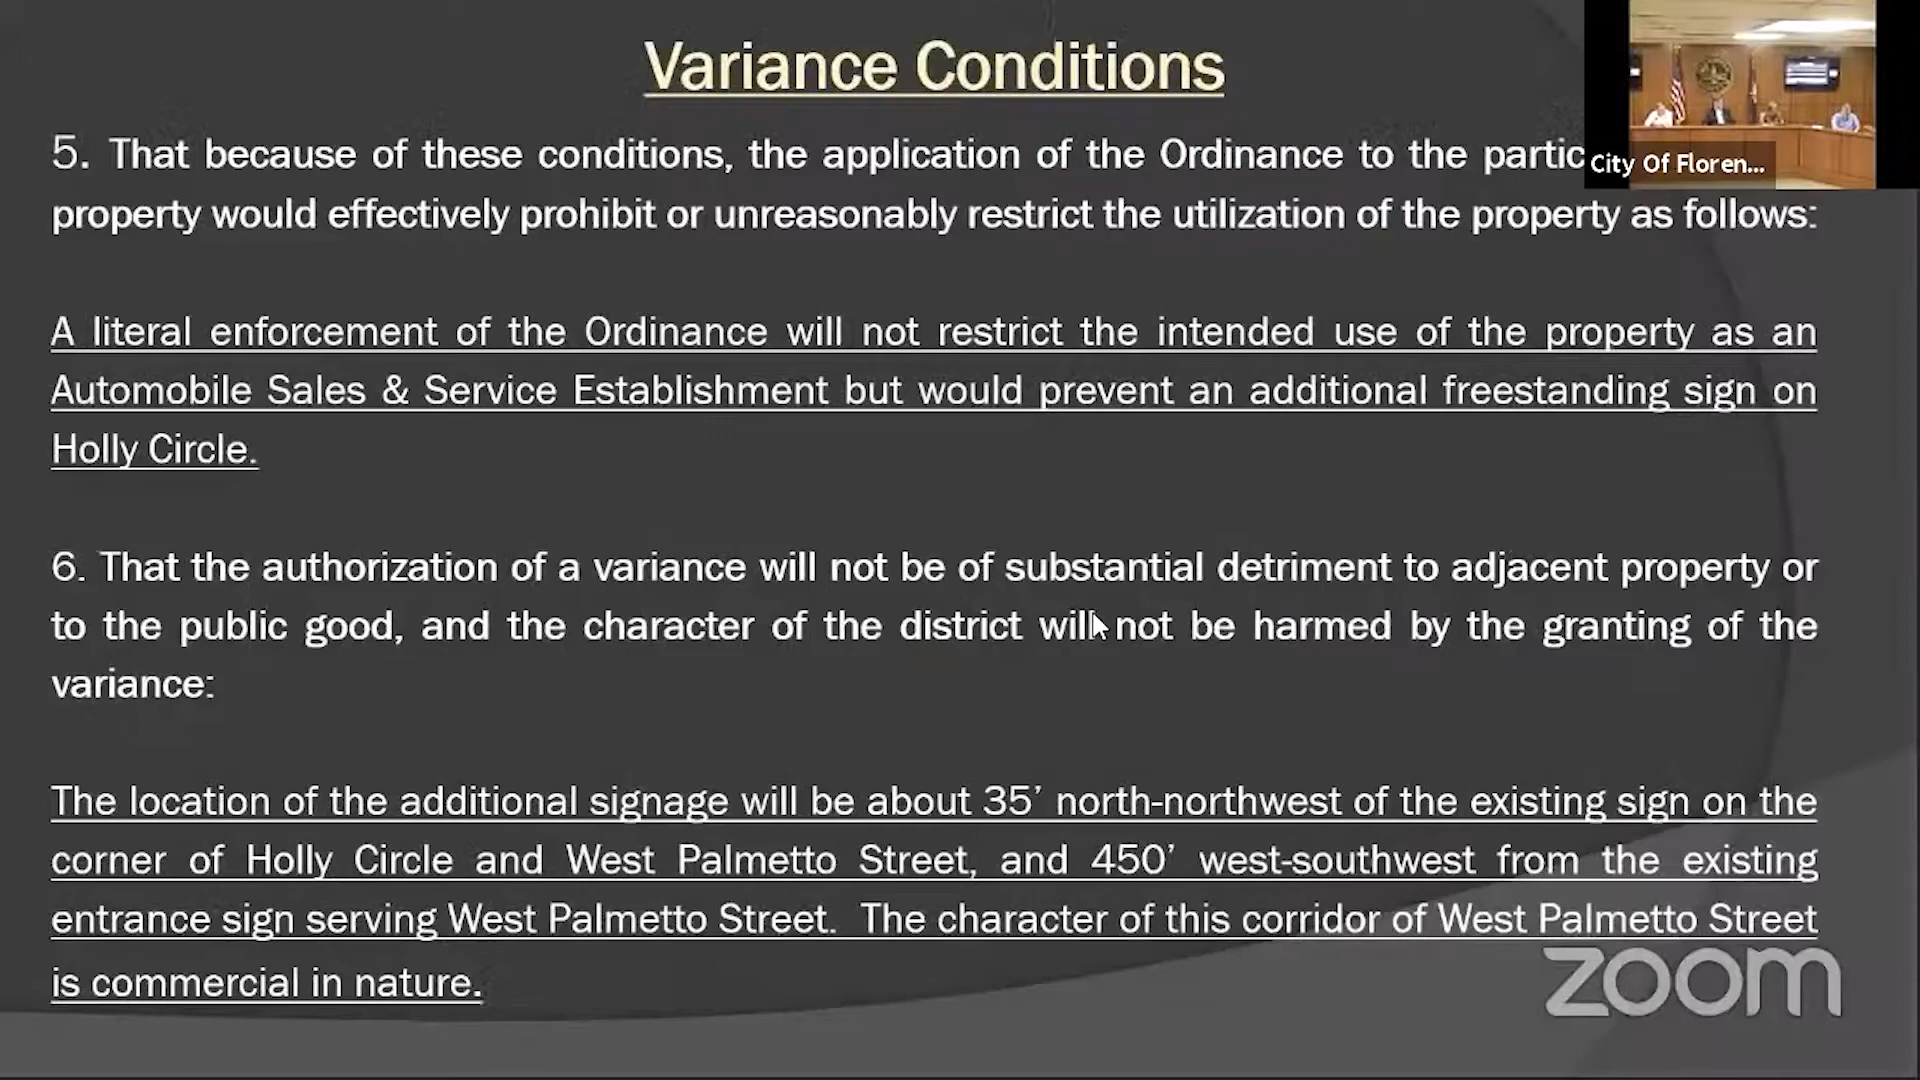 Variance Conditions
5. That because of these conditions, the application of the Ordinance to the partic
City Of Floren...
property would effectively prohibit or unreasonably restrict the utilization of the property as follows:
A literal enforcement of the Ordinance will not restrict the intended use of the property as an
Automobile Sales & Service Establishment but would prevent an additional freestanding sign on
Holly Circle.
6. That the authorization of a variance will not be of substantial detriment to adjacent property or
to the public good, and the character of the district will not be harmed by the granting of the
variance:
The location of the additional signage will be about 35’ north-northwest of the existing sign on the
corner of Holly Circle and West Palmetto Street, and 450’ west-southwest from the existing
entrance sign serving West Palmetto Street. The character of this corridor of West Palmetto Street
is commercial in nature.
zoom